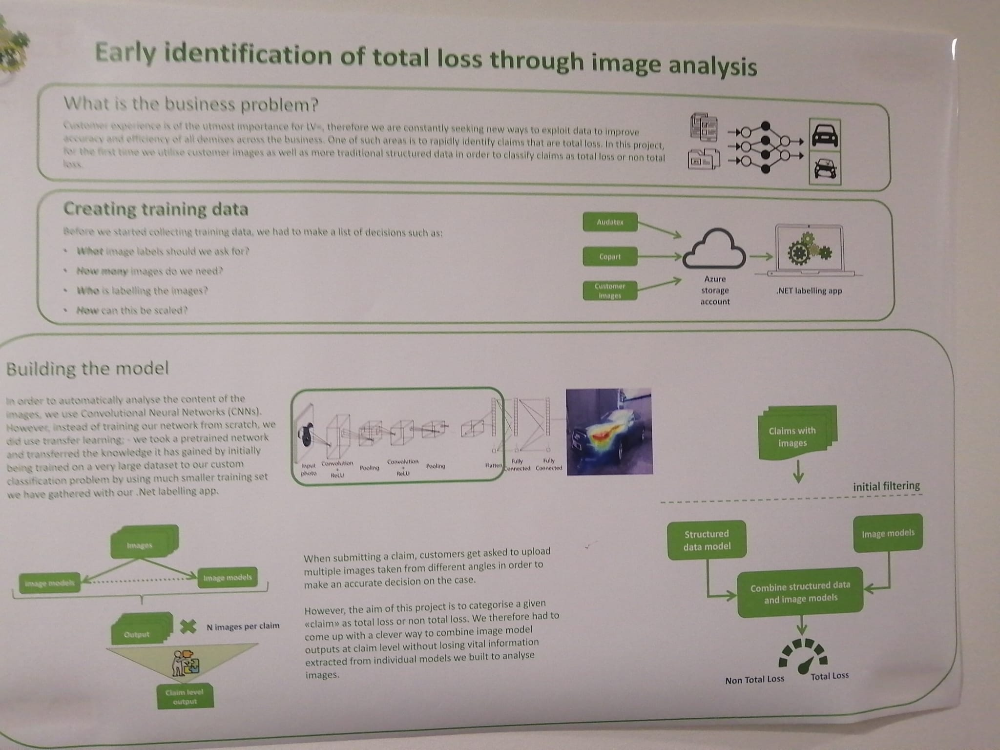 Early identification of total loss through image analysis
What is the business problem?
Customer experience is of the utmost importance for LV=, therefore we are constantly seeking new ways to exploit data to improve
accuracy and efficiency of all demises across the business. One of such areas is to rapidly identify claims that are total loss. In this project,
for the first time we utilise customer images as well as more traditional structured data in order to classify claims as total loss or non total
loss.
Creating training data
Before we started collecting training data, we had to make a list of decisions such as:
• What image labels should we ask for?
• How many images do we need?
• Who is labelling the images?
• How can this be scaled?
Audatex
Copart
Customer
images
Azure
storage
account
.NET labelling app
Building the model
In order to automatically analyse the content of the
images, we use Convolutional Neural Networks (CNNs).
However, instead of training our network from scratch, we
did use transfer learning; - we took a pretrained network
and transferred the knowledge it has gained by initially
being trained on a very large dataset to our custom
classification problem by using much smaller training set
we have gathered with our .Net labelling app.
Input
photo
Convolution
+
ReLU
Pooling
Convolution
+
ReLU
Pooling
Flatten
Fully
Connected
Fully
Connected
Claims with
images
initial filtering
Structured
data model
Image models
Combine structured data
and image models
Non Total Loss
Total Loss
Images
Image models
Image models
Output
N images per claim
Claim level
output
When submitting a claim, customers get asked to upload
multiple images taken from different angles in order to
make an accurate decision on the case.
However, the aim of this project is to categorise a given
«claim» as total loss or non total loss. We therefore had to
come up with a clever way to combine image model
outputs at claim level without losing vital information
extracted from individual models we built to analyse
images.